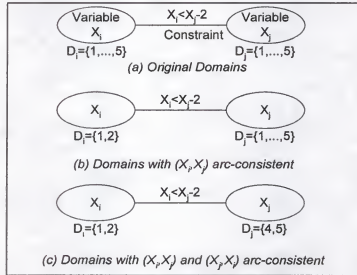 Variable X_i<X_j-2 Variable
X_i Constraint X_j
D_i={1,...,5} D_j={1,...,5}
(a) Original Domains
X_i<X_j-2
X_i X_j
D_i={1,2} D_j={1,...,5}
(b) Domains with (X_i,X_j) arc-consistent
X_i<X_j-2
X_i X_j
D_i={1,2} D_j={4,5}
(c) Domains with (X_i,X_j) and (X_j,X_i) arc-consistent